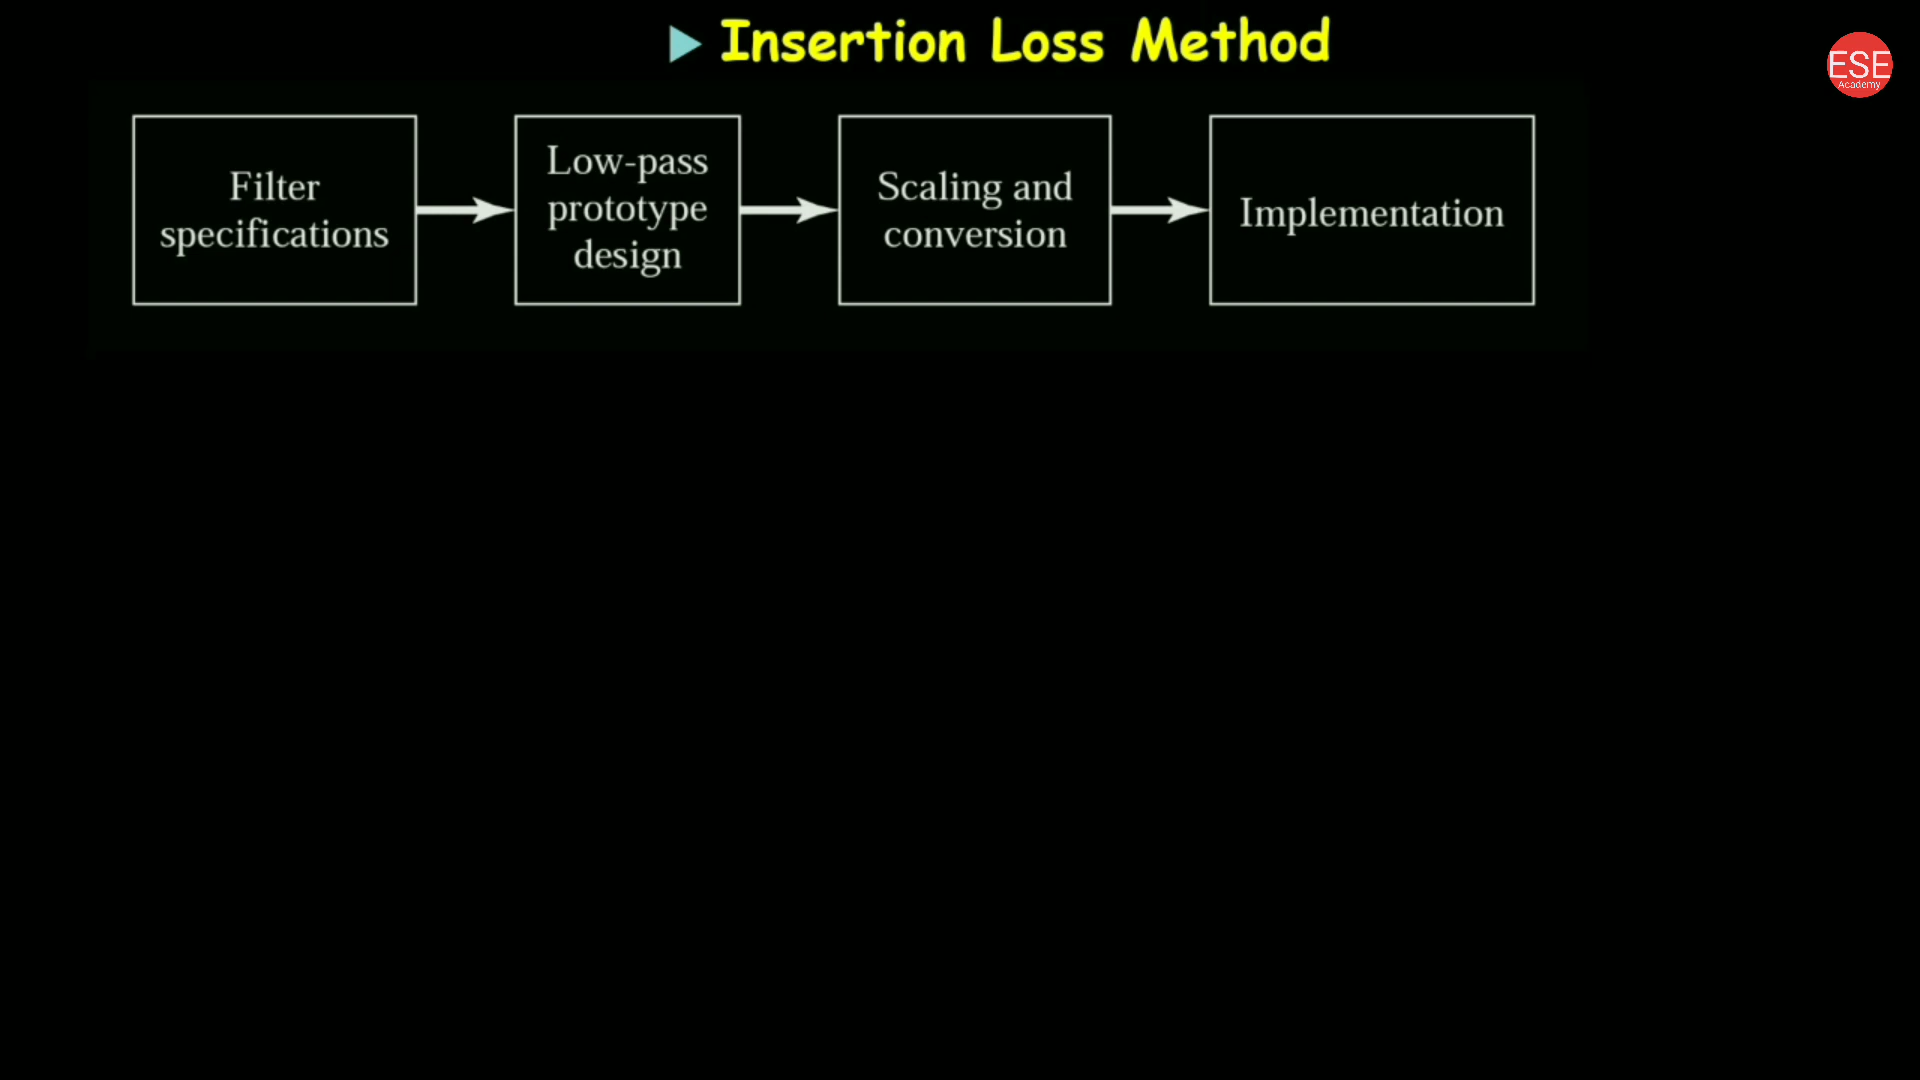 Insertion Loss Method
ESE
Academy
Filter
specifications
Low-pass
prototype
design
Scaling and
conversion
Implementation